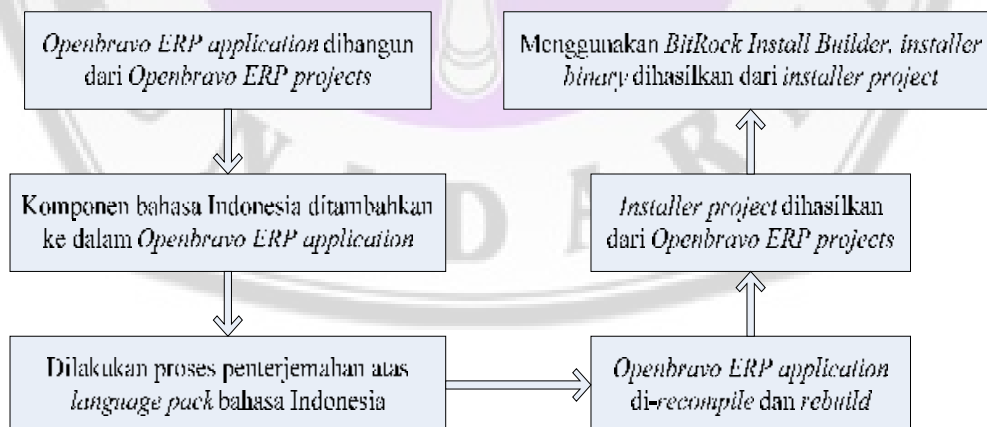 Openbravo ERP application dibangun
dari Openbravo ERP projects
Komponen bahasa Indonesia ditambahkan
ke dalam Openbravo ERP application
Dilakukan proses penterjemahan atas
language pack bahasa Indonesia
Openbravo ERP application
di-recompile dan rebuild
Installer project dihasilkan
dari Openbravo ERP projects
Menggunakan BitRock Install Builder, installer
binary dihasilkan dari installer project